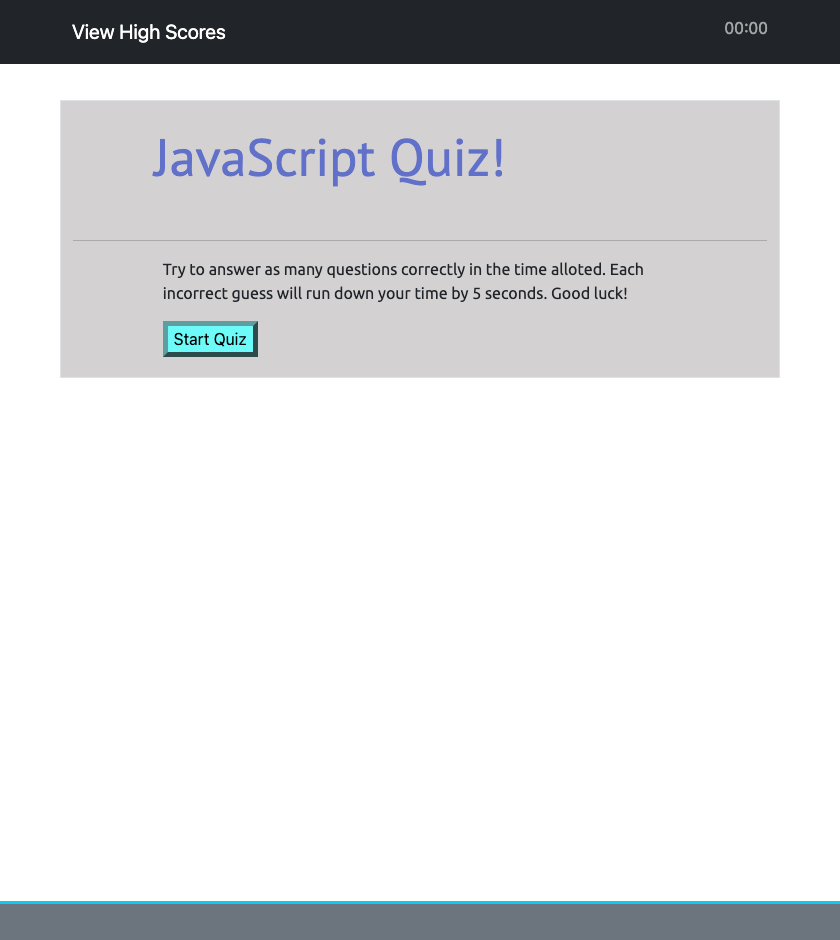 View High Scores
00:00
JavaScript Quiz!
Try to answer as many questions correctly in the time alloted. Each
incorrect guess will run down your time by 5 seconds. Good luck!
Start Quiz